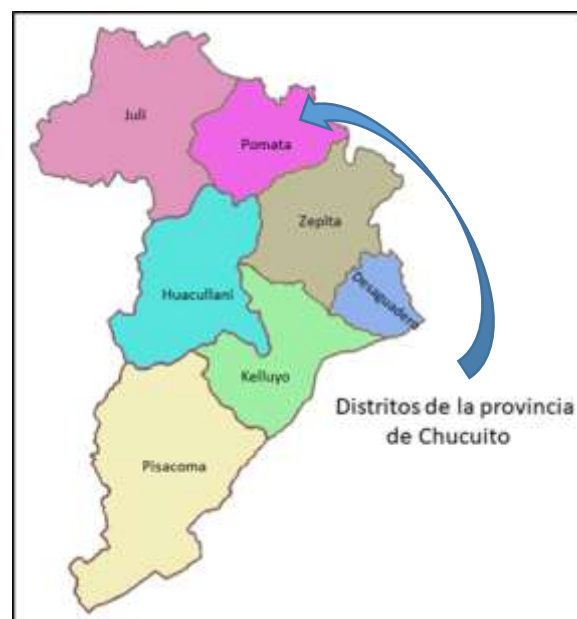 Juli
Pomata
Zepita
Huacullani
Desaguadero
Kelluyo
Distritos de la provincia
de Chucuito
Pisacoma